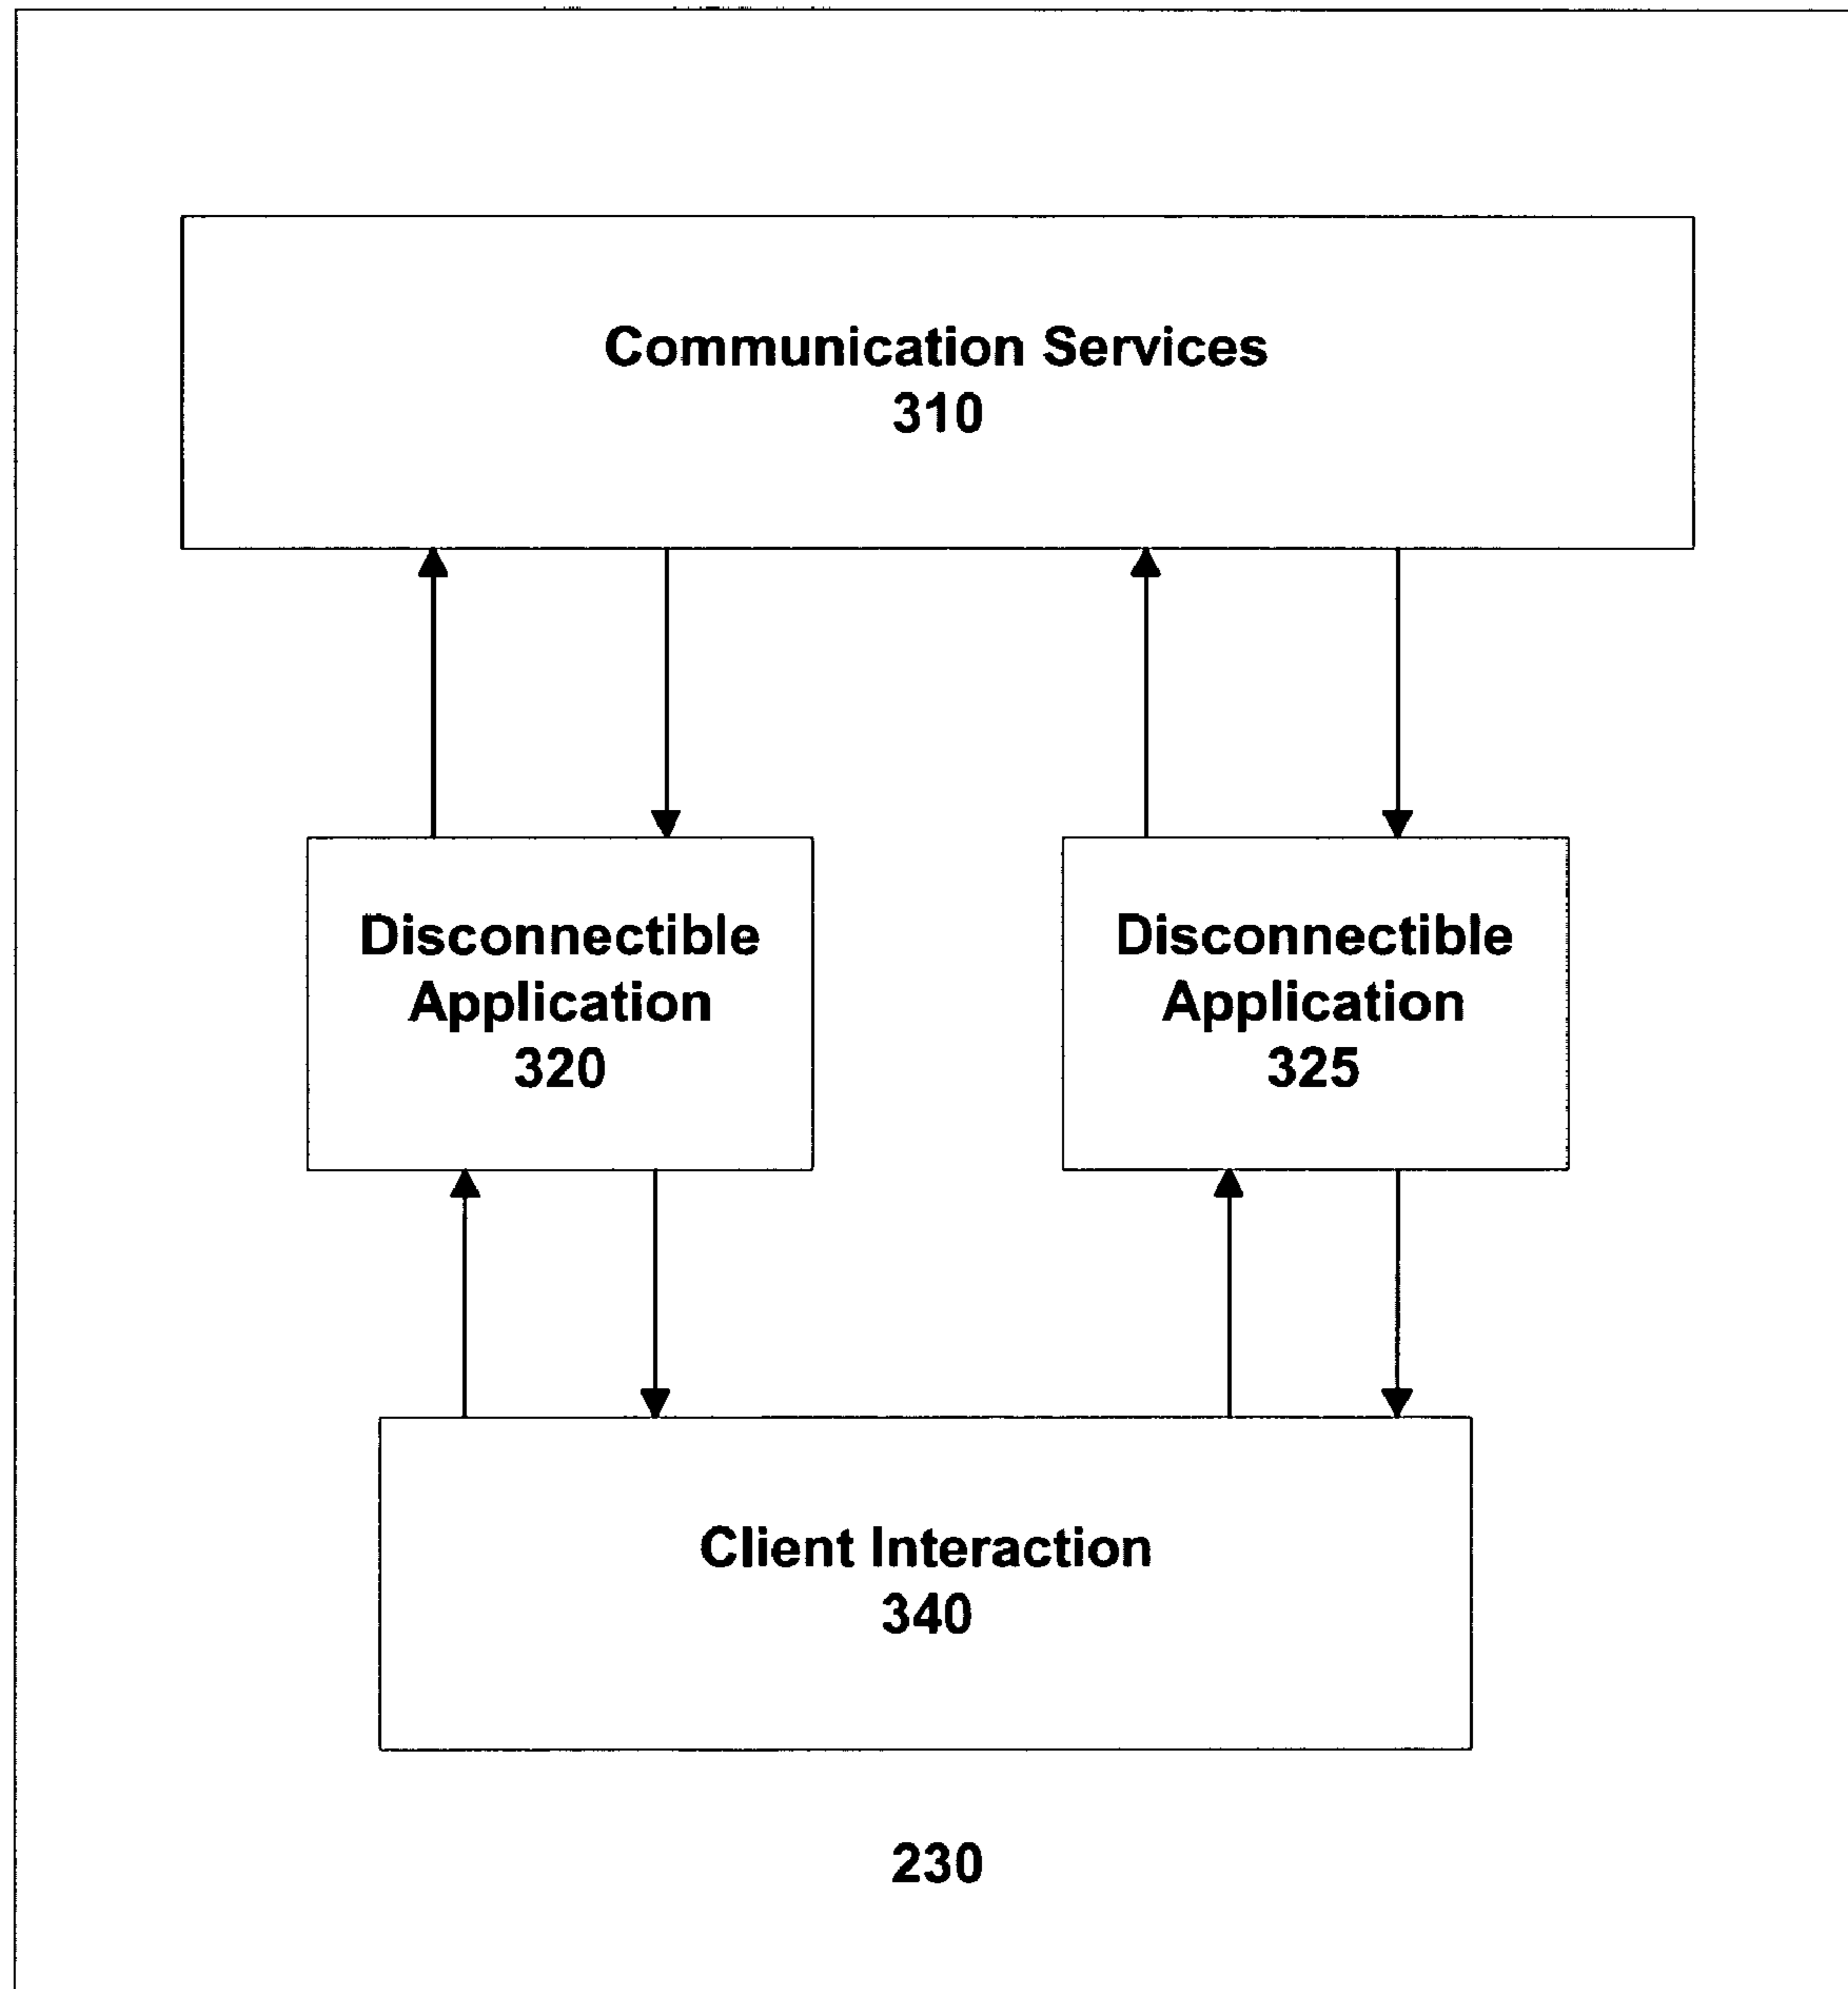 Communication Services
310
Disconnectible
Application
320
Disconnectible
Application
325
Client Interaction
340
230